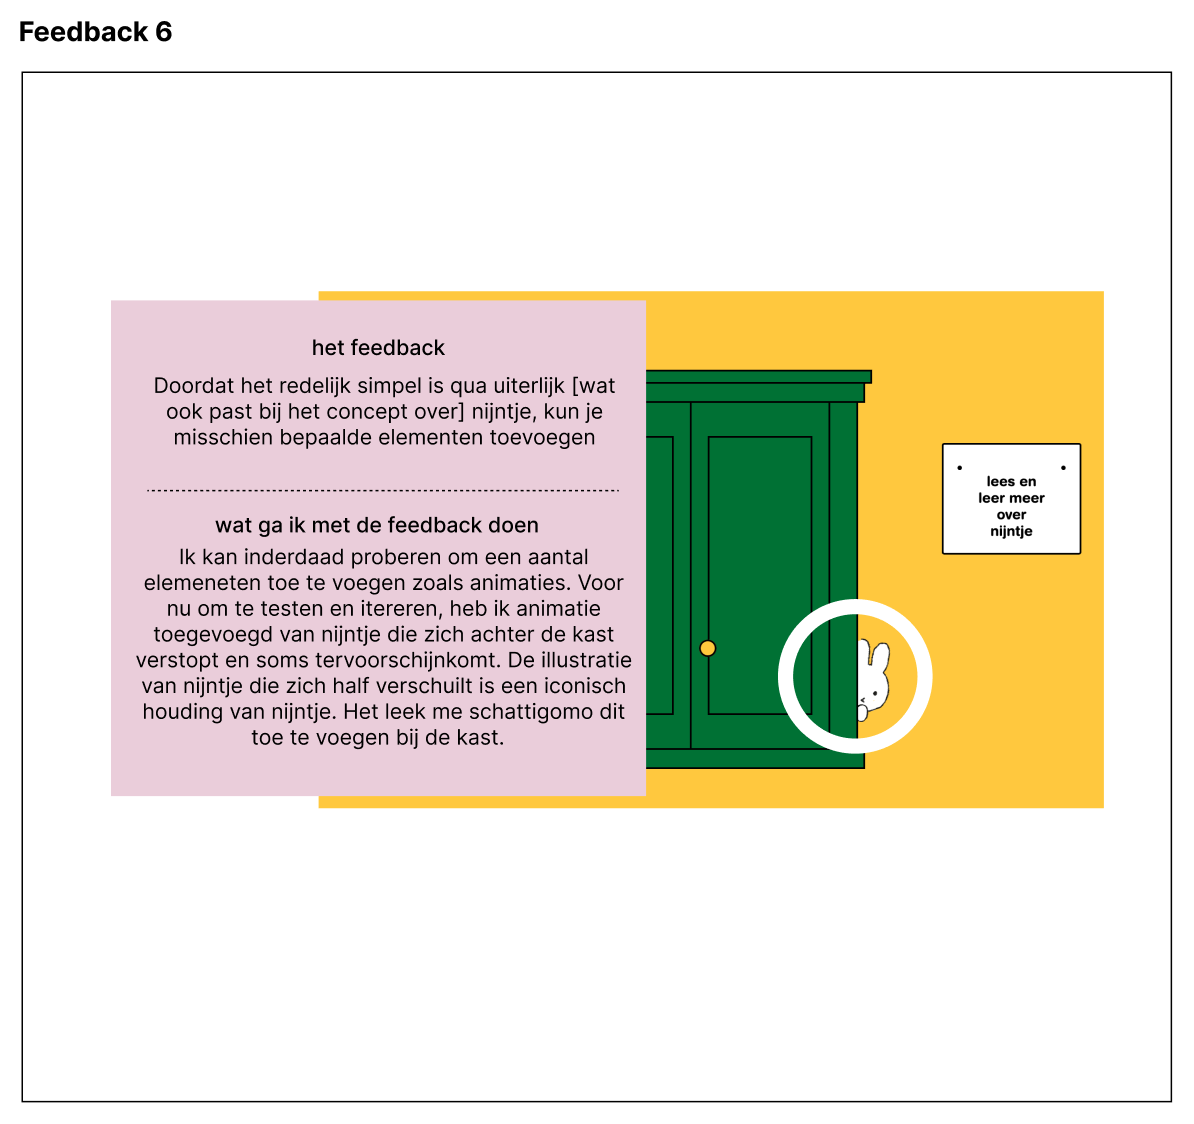 Feedback 6
het feedback
Doordat het redelijk simpel is qua uiterlijk [wat
ook past bij het concept over] nijntje, kun je
misschien bepaalde elementen toevoegen
wat ga ik met de feedback doen
Ik kan inderdaad proberen om een aantal
elemeneten toe te voegen zoals animaties. Voor
nu om te testen en itereren, heb ik animatie
toegevoegd van nijntje die zich achter de kast
verstopt en soms tervoorschijnkomt. De illustratie
van nijntje die zich half verschuilt is een iconisch
houding van nijntje. Het leek me schattigomo dit
toe te voegen bij de kast.
lees en
leer meer
over
nijntje